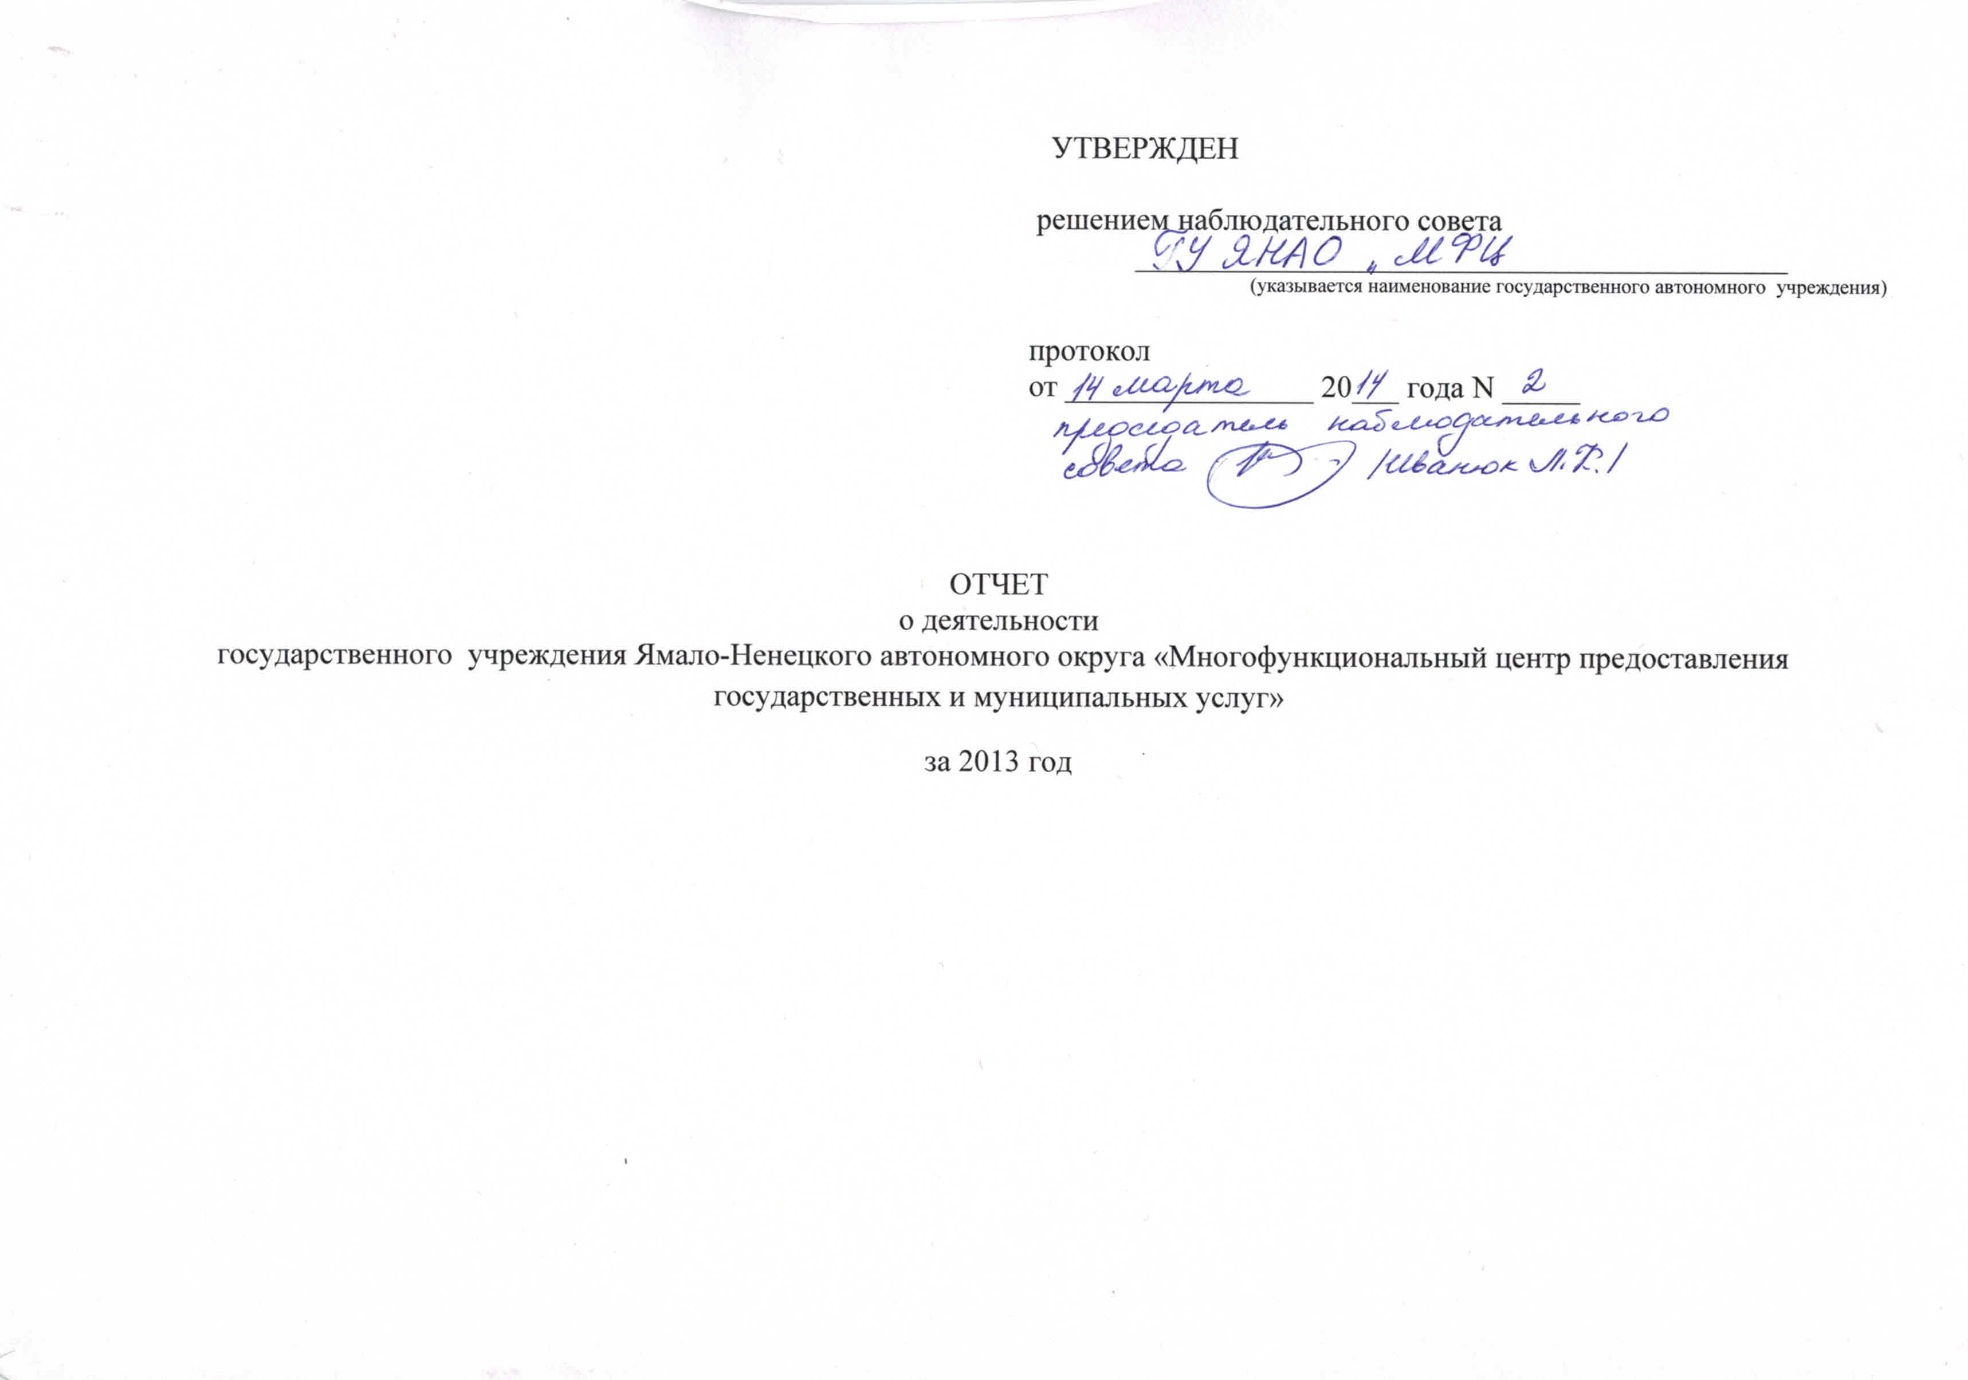 УТВЕРЖДЕН
решением наблюдательного совета
ГУ ЯНАО „МФЦ
(указывается наименование государственного автономного учреждения)
протокол
от 14 марта 2014 года N 2
председатель наблюдательного
совета /Иванюк Л.Ф./
ОТЧЕТ
о деятельности
государственного учреждения Ямало-Ненецкого автономного округа «Многофункциональный центр предоставления
государственных и муниципальных услуг»
за 2013 год